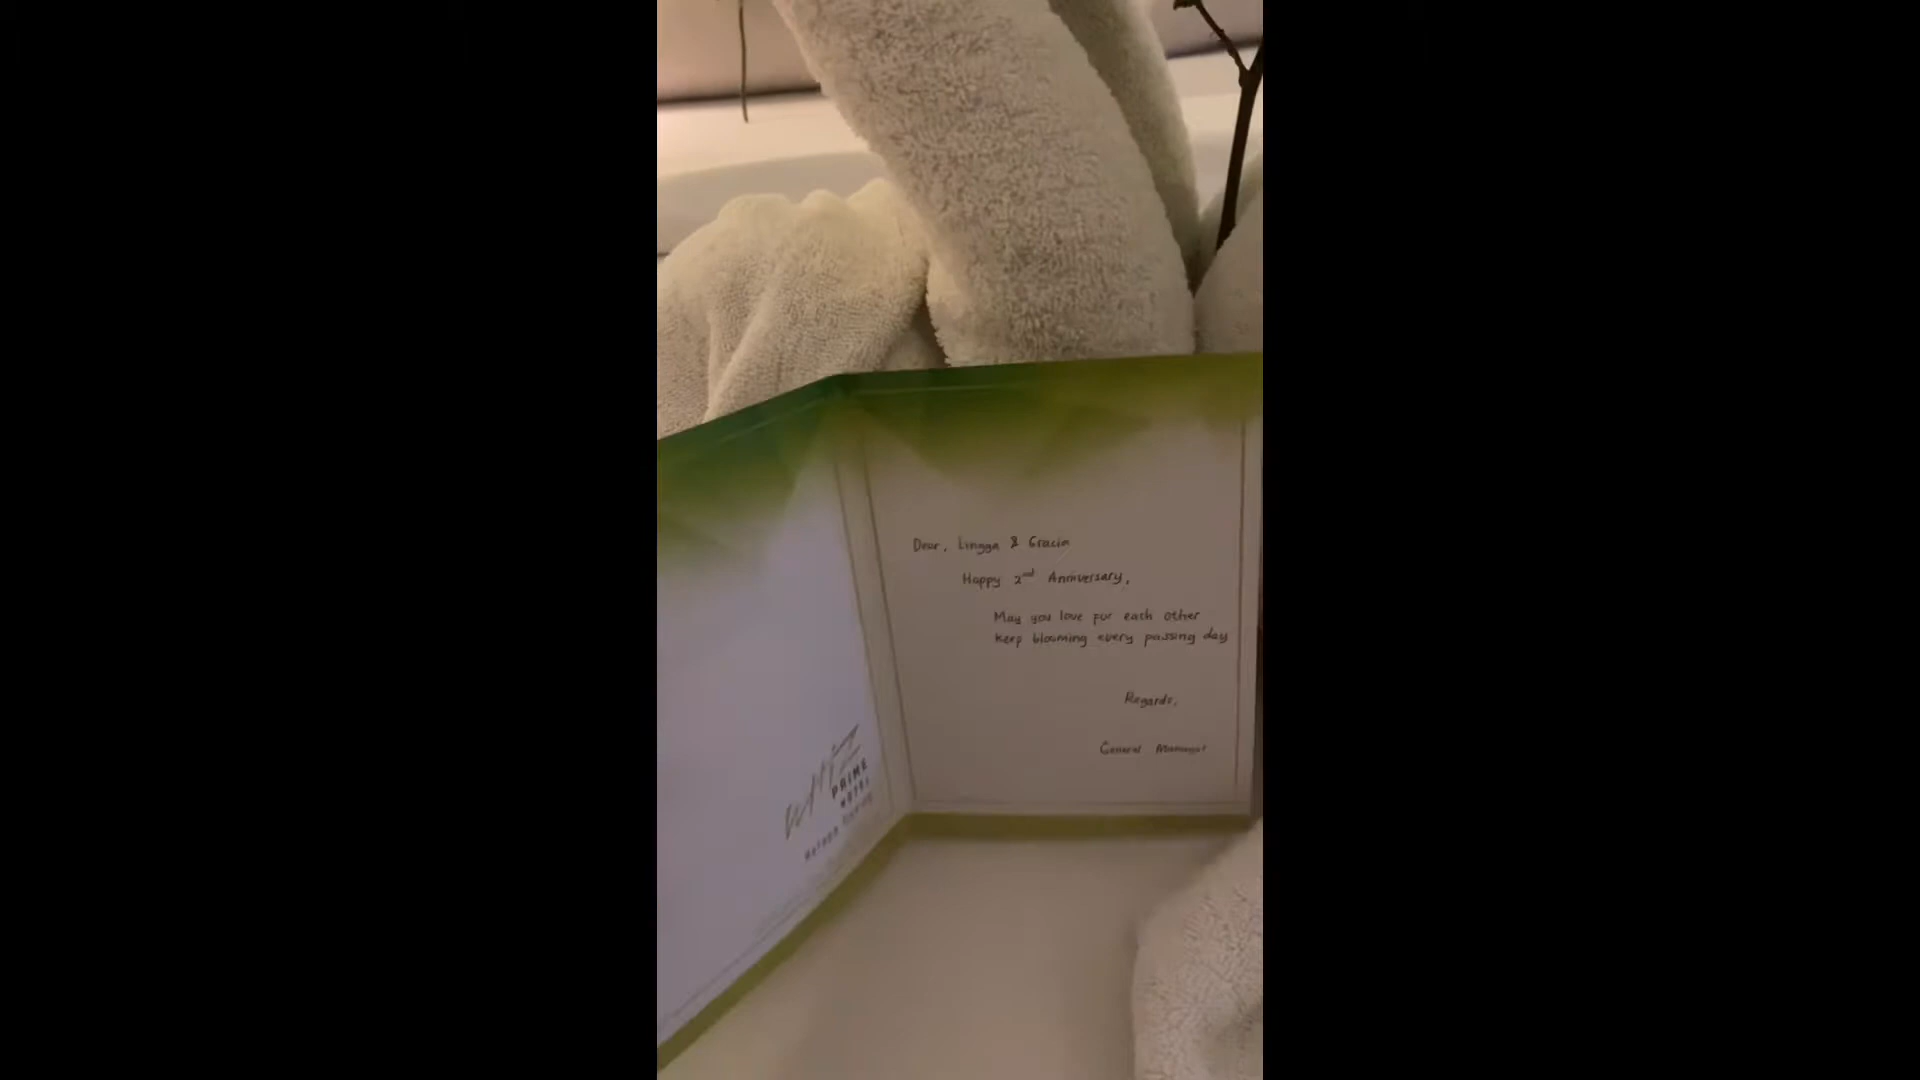 Dear, Lingga & Gracia
Happy 2nd Anniversary,
May you love for each other
keep blooming every passing day
Regards,
General Manager
PRIME
HOTEL